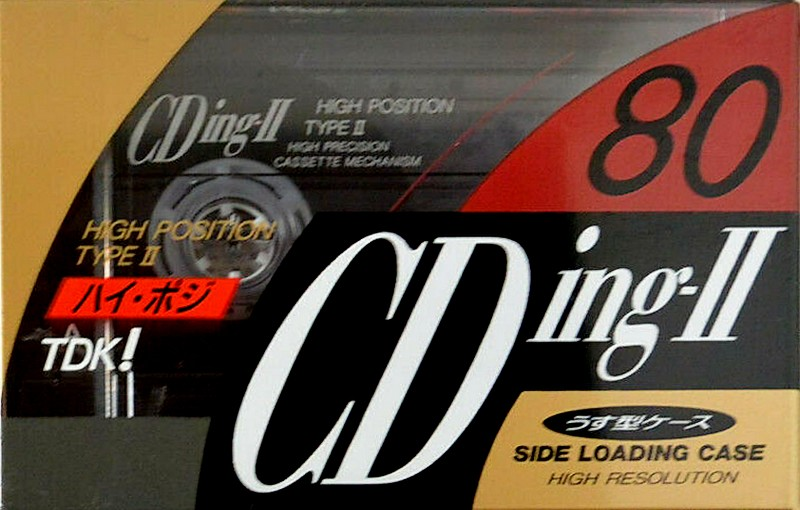 80
CDing-II HIGH POSITION
TYPE II
HIGH PRECISION
CASSETTE MECHANISM
HIGH POSITION
TYPE II
ハイ・ポジ
TDK!
CDing-II
うす型ケース
SIDE LOADING CASE
HIGH RESOLUTION